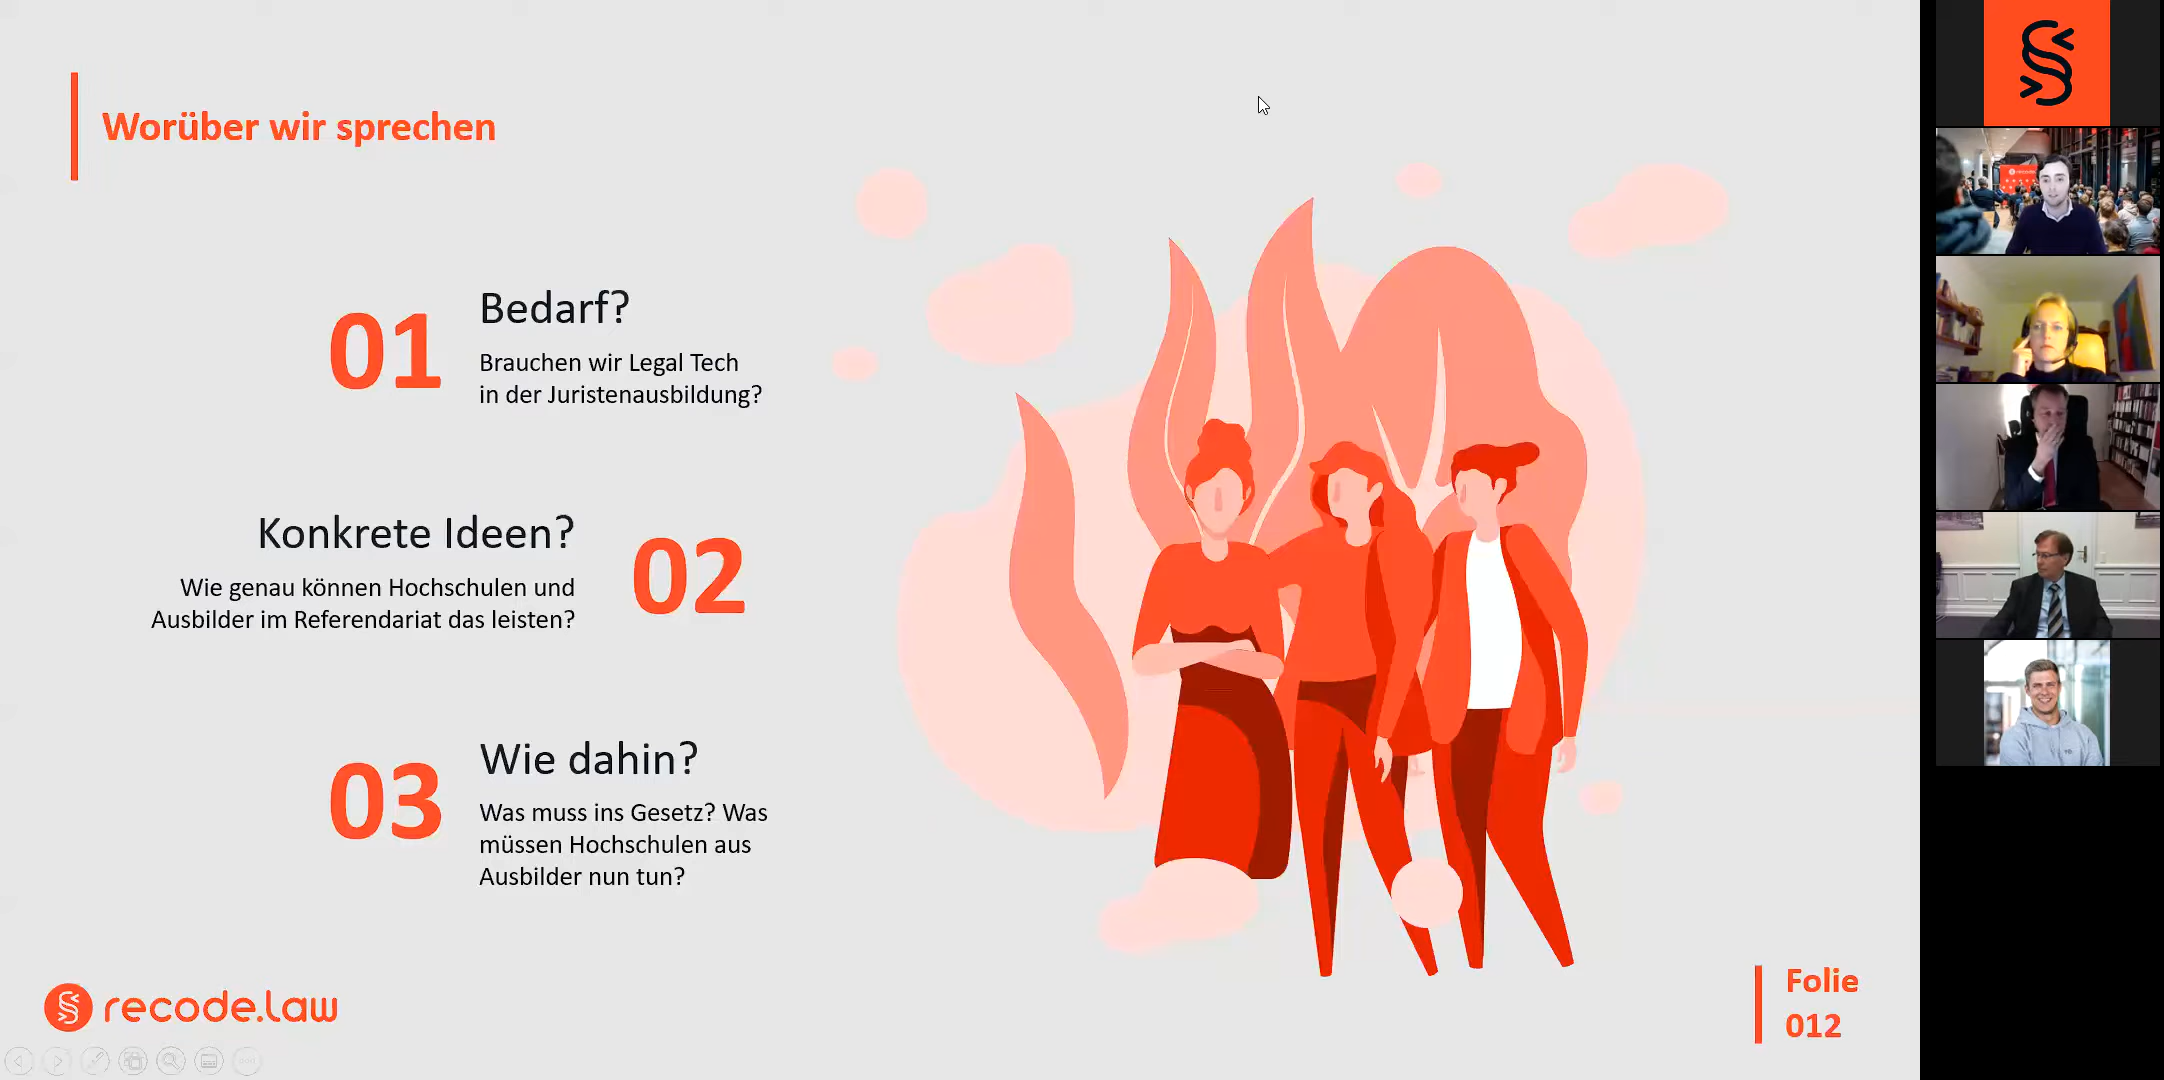 Worüber wir sprechen
01
Bedarf?
Brauchen wir Legal Tech
in der Juristenausbildung?
Konkrete Ideen?
Wie genau können Hochschulen und
Ausbilder im Referendariat das leisten?
02
03
Wie dahin?
Was muss ins Gesetz? Was
müssen Hochschulen aus
Ausbilder nun tun?
recode.law
Folie
012